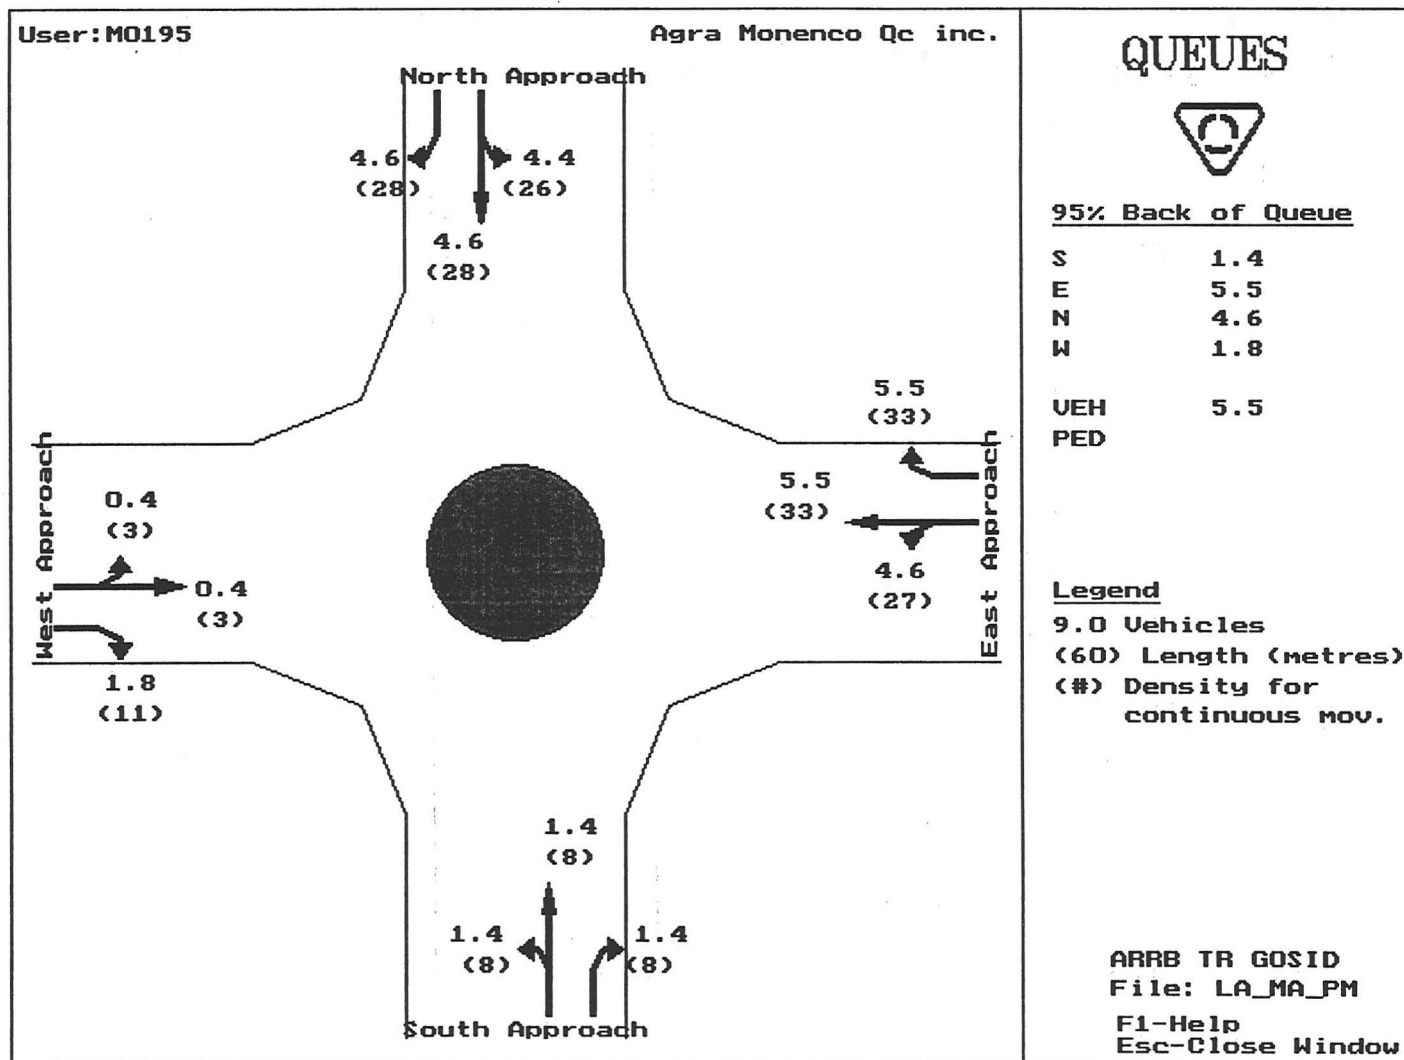 User:MO195
Agra Monenco Qc inc.
North Approach
4.6
(28)
4.4
(26)
4.6
(28)
5.5
(33)
5.5
(33)
4.6
(27)
East Approach
West Approach
0.4
(3)
0.4
(3)
1.8
(11)
1.4
(8)
1.4
(8)
1.4
(8)
South Approach
QUEUES
95% Back of Queue
S 1.4
E 5.5
N 4.6
W 1.8
VEH 5.5
PED
Legend
9.0 Vehicles
(60) Length (metres)
(#) Density for
continuous mov.
ARRB TR GOSID
File: LA_MA_PM
F1-Help
Esc-Close Window